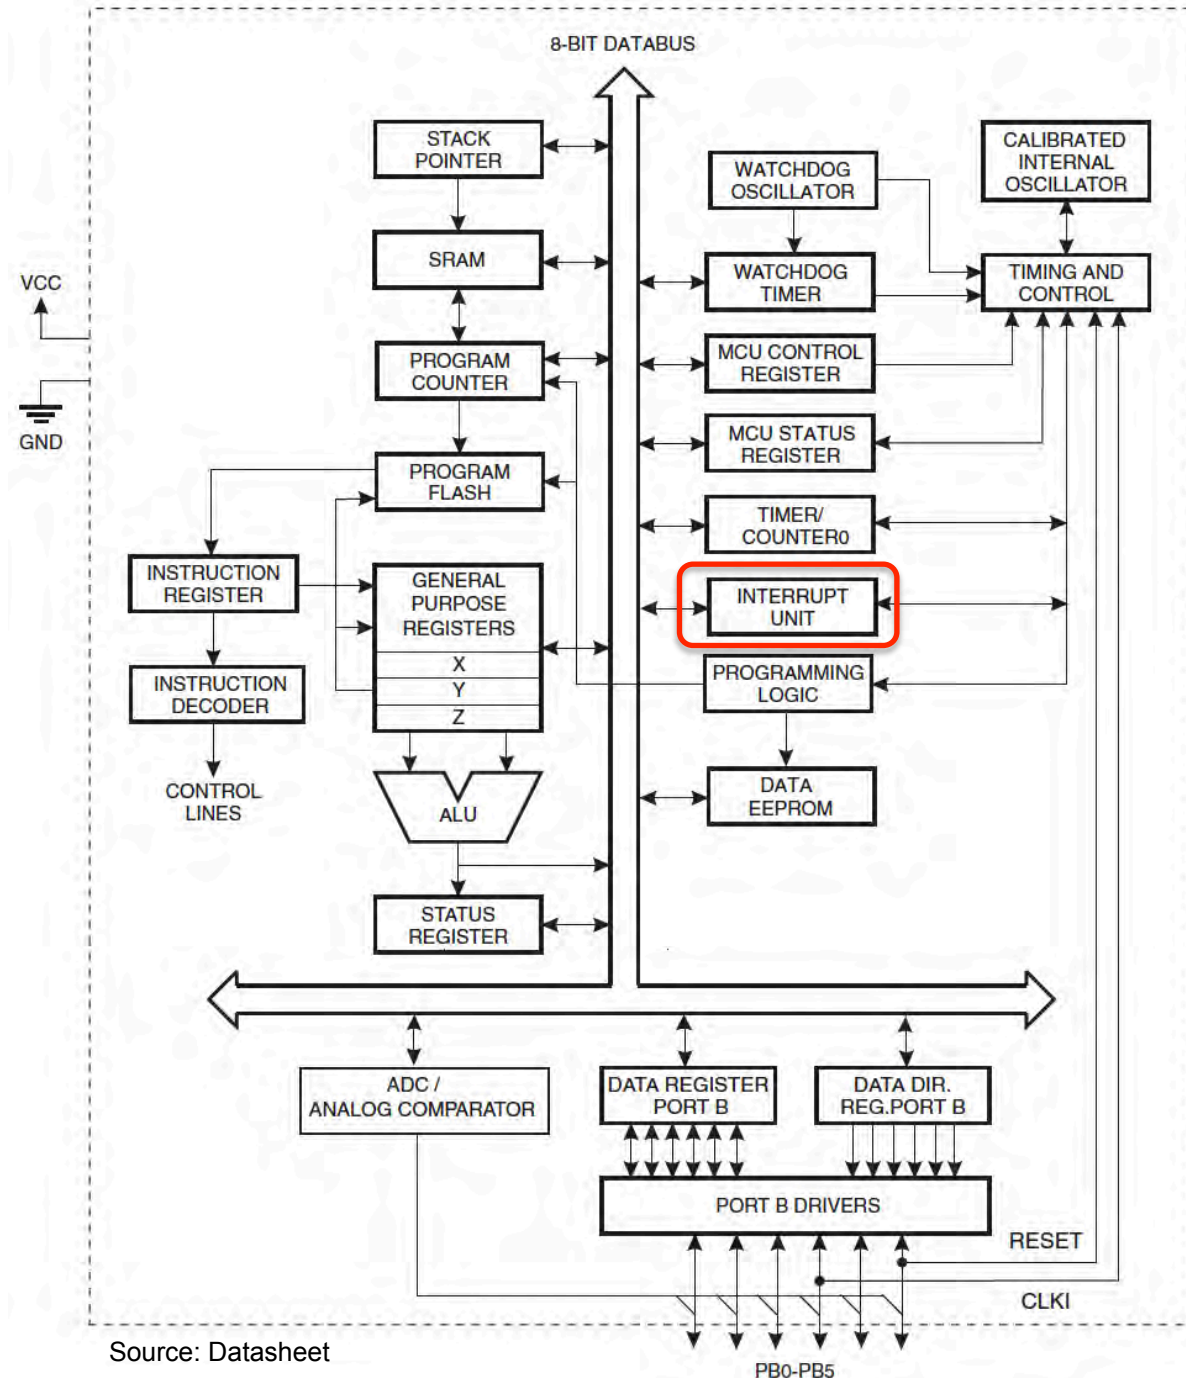 8-BIT DATABUS
STACK
POINTER
SRAM
PROGRAM
COUNTER
PROGRAM
FLASH
INSTRUCTION
REGISTER
INSTRUCTION
DECODER
CONTROL
LINES
GENERAL
PURPOSE
REGISTERS
X
Y
Z
ALU
STATUS
REGISTER
VCC
GND
WATCHDOG
OSCILLATOR
CALIBRATED
INTERNAL
OSCILLATOR
WATCHDOG
TIMER
TIMING AND
CONTROL
MCU CONTROL
REGISTER
MCU STATUS
REGISTER
TIMER/
COUNTER0
INTERRUPT
UNIT
PROGRAMMING
LOGIC
DATA
EEPROM
ADC /
ANALOG COMPARATOR
DATA REGISTER
PORT B
DATA DIR.
REG.PORT B
PORT B DRIVERS
RESET
CLKI
Source: Datasheet
PB0-PB5